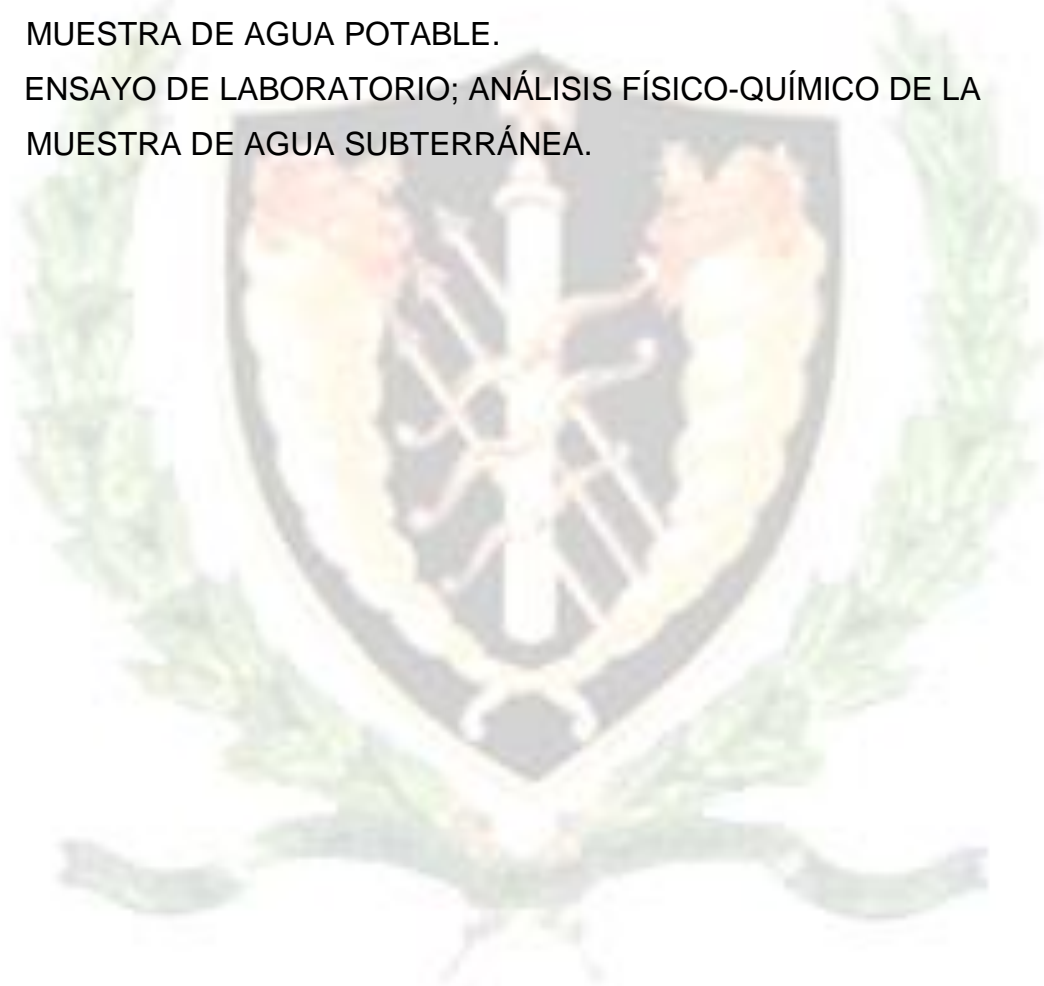 MUESTRA DE AGUA POTABLE.
ENSAYO DE LABORATORIO; ANÁLISIS FÍSICO-QUÍMICO DE LA
MUESTRA DE AGUA SUBTERRÁNEA.